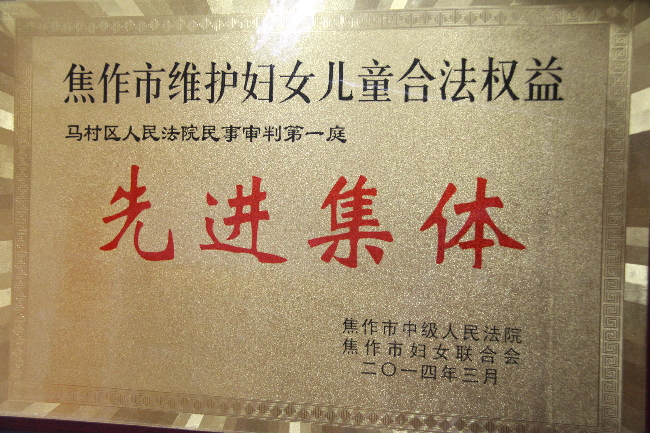 焦作市维护妇女儿童合法权益
马村区人民法院民事审判第一庭
先进集体
焦作市中级人民法院
焦作市妇女联合会
二〇一四年三月